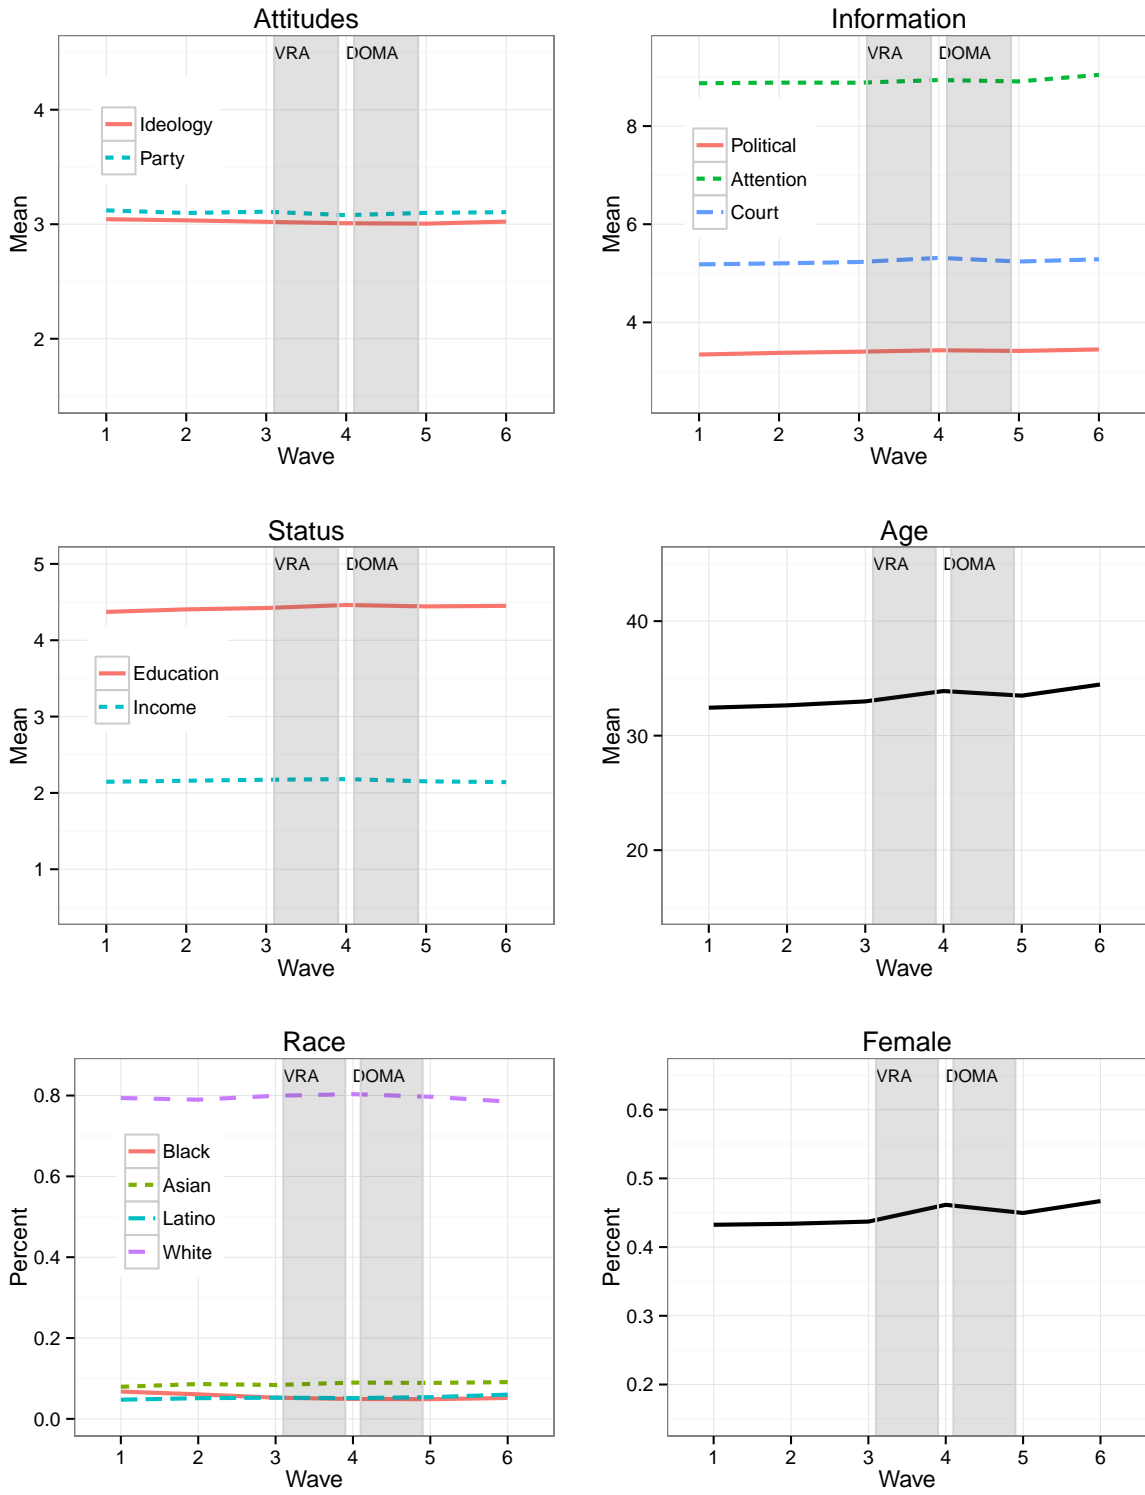 Attitudes
VRA
DOMA
4
3
2
Mean
Ideology
Party
1 2 3 4 5 6
Wave
Information
VRA
DOMA
8
6
4
Mean
Political
Attention
Court
1 2 3 4 5 6
Wave
Status
VRA
DOMA
5
4
3
2
1
Mean
Education
Income
1 2 3 4 5 6
Wave
Age
VRA
DOMA
40
30
20
Mean
1 2 3 4 5 6
Wave
Race
VRA
DOMA
0.8
0.6
0.4
0.2
0.0
Percent
Black
Asian
Latino
White
1 2 3 4 5 6
Wave
Female
VRA
DOMA
0.6
0.5
0.4
0.3
0.2
Percent
1 2 3 4 5 6
Wave